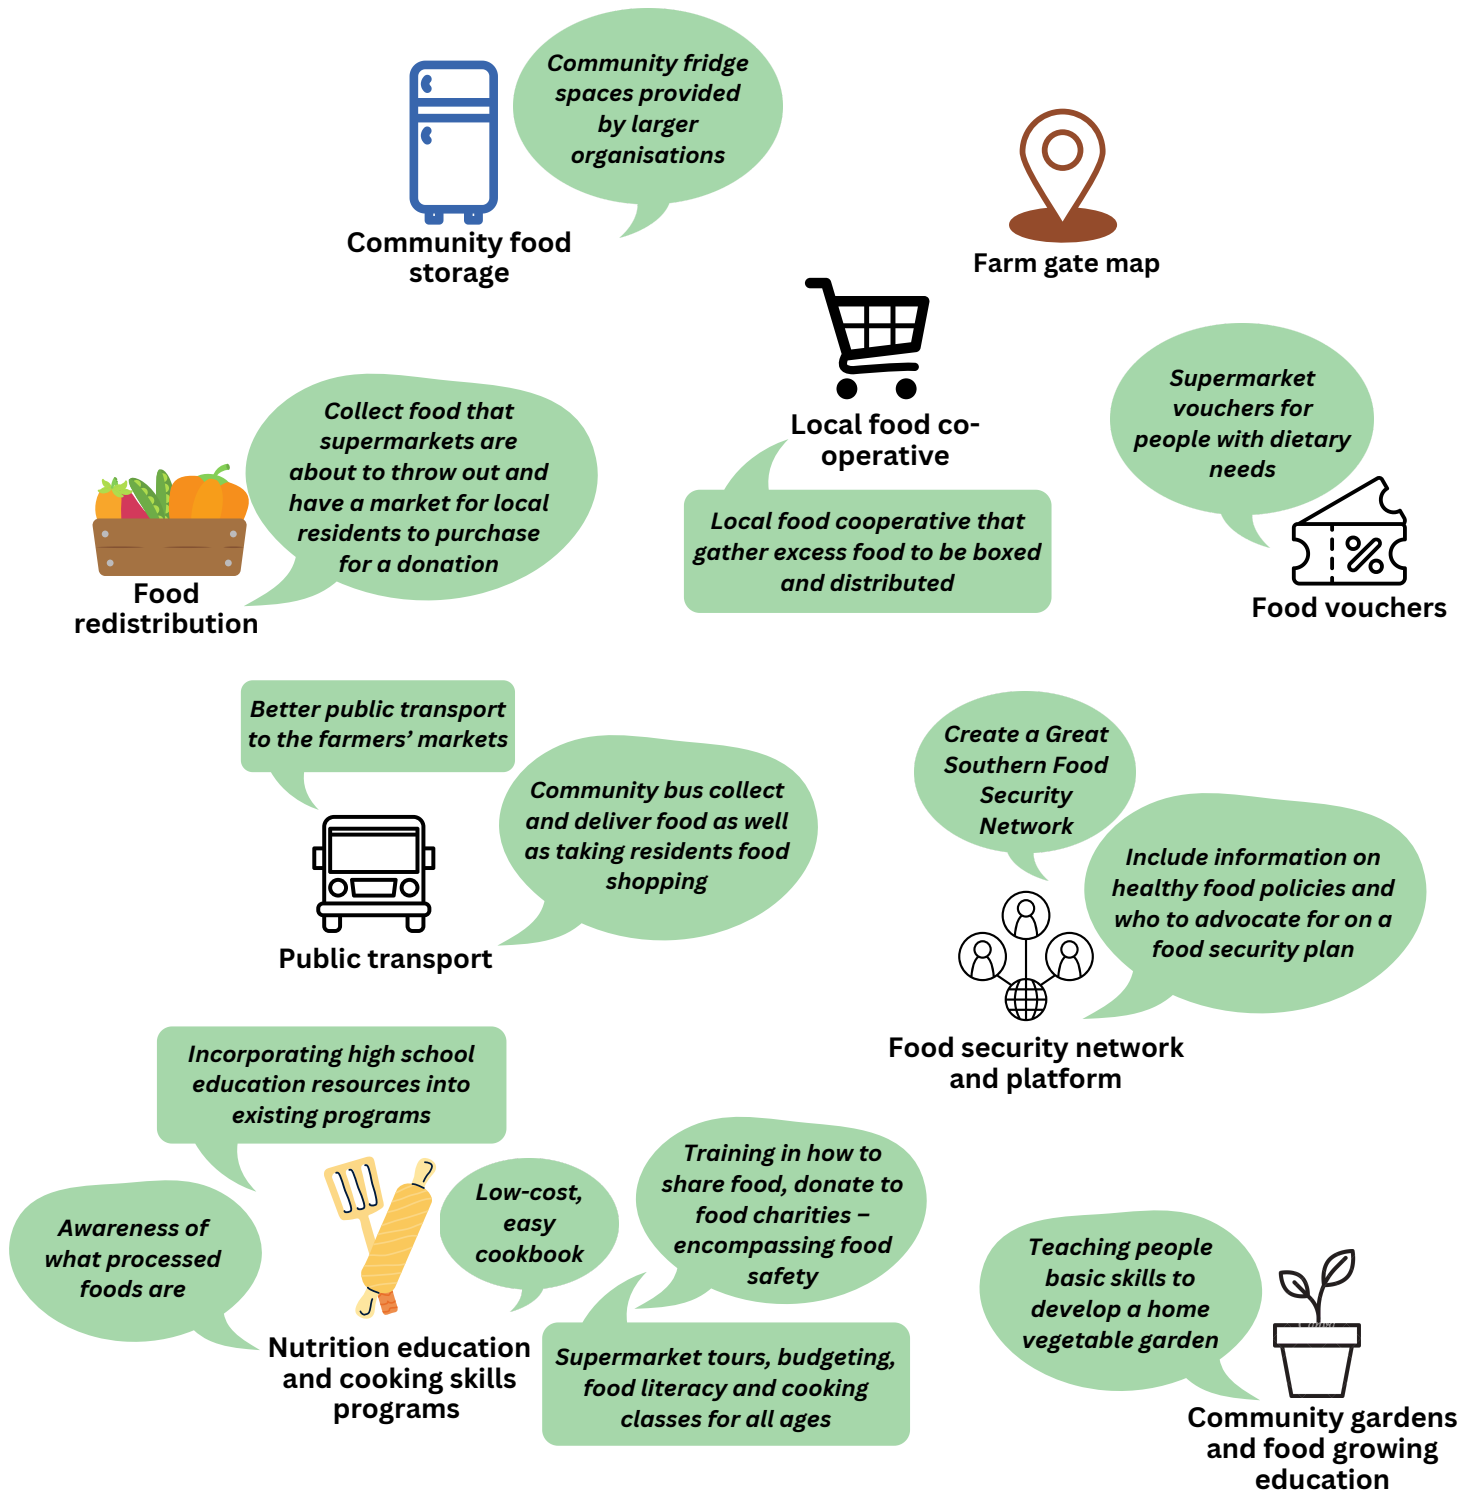 Community fridge
spaces provided
by larger
organisations
Community food
storage
Farm gate map
Collect food that
supermarkets are
about to throw out and
have a market for local
residents to purchase
for a donation
Food
redistribution
Local food co-
operative
Local food cooperative that
gather excess food to be boxed
and distributed
Supermarket
vouchers for
people with dietary
needs
Food vouchers
Better public transport
to the farmers’ markets
Community bus collect
and deliver food as well
as taking residents food
shopping
Public transport
Create a Great
Southern Food
Security
Network
Include information on
healthy food policies and
who to advocate for on a
food security plan
Food security network
and platform
Incorporating high school
education resources into
existing programs
Awareness of
what processed
foods are
Low-cost,
easy
cookbook
Training in how to
share food, donate to
food charities –
encompassing food
safety
Nutrition education
and cooking skills
programs
Supermarket tours, budgeting,
food literacy and cooking
classes for all ages
Teaching people
basic skills to
develop a home
vegetable garden
Community gardens
and food growing
education